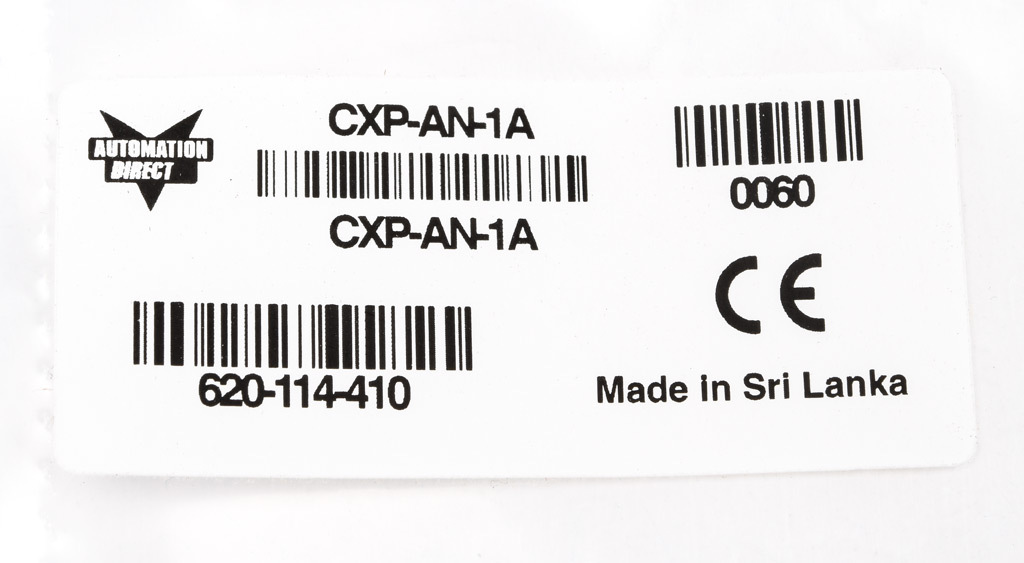 AUTOMATION
DIRECT
CXP-AN-1A
CXP-AN-1A
0060
CE
620-114-410
Made in Sri Lanka